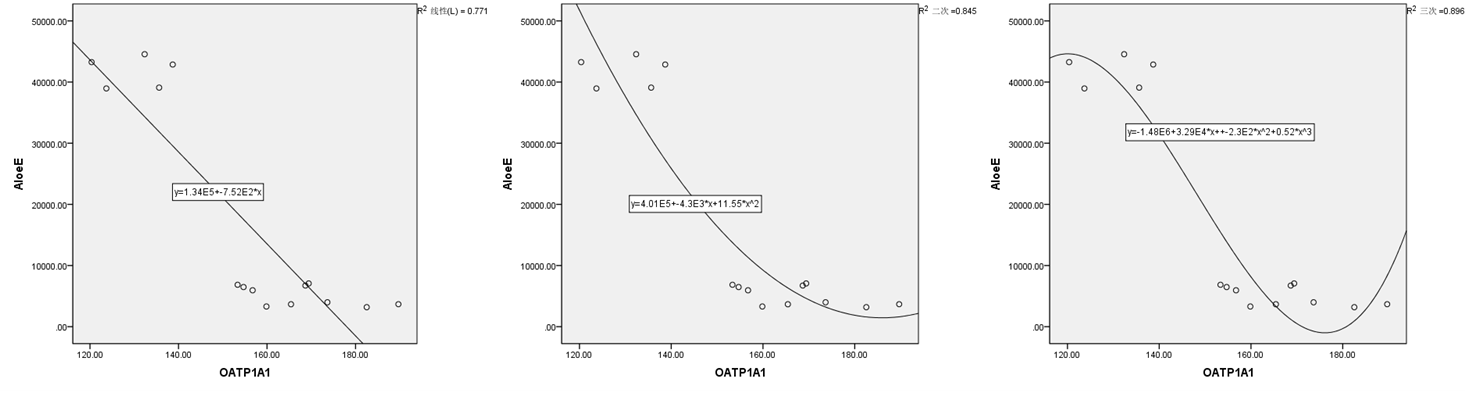 R² 线性(L) = 0.771
50000.00
40000.00
30000.00
20000.00
10000.00
.00
AloeE
y=1.34E5+-7.52E2*x
120.00 140.00 160.00 180.00
OATP1A1
R² 二次 =0.845
50000.00
40000.00
30000.00
20000.00
10000.00
.00
AloeE
y=4.01E5+-4.3E3*x+11.55*x^2
120.00 140.00 160.00 180.00
OATP1A1
R² 三次 =0.896
50000.00
40000.00
30000.00
20000.00
10000.00
.00
AloeE
y=-1.48E6+3.29E4*x++-2.3E2*x^2+0.52*x^3
120.00 140.00 160.00 180.00
OATP1A1